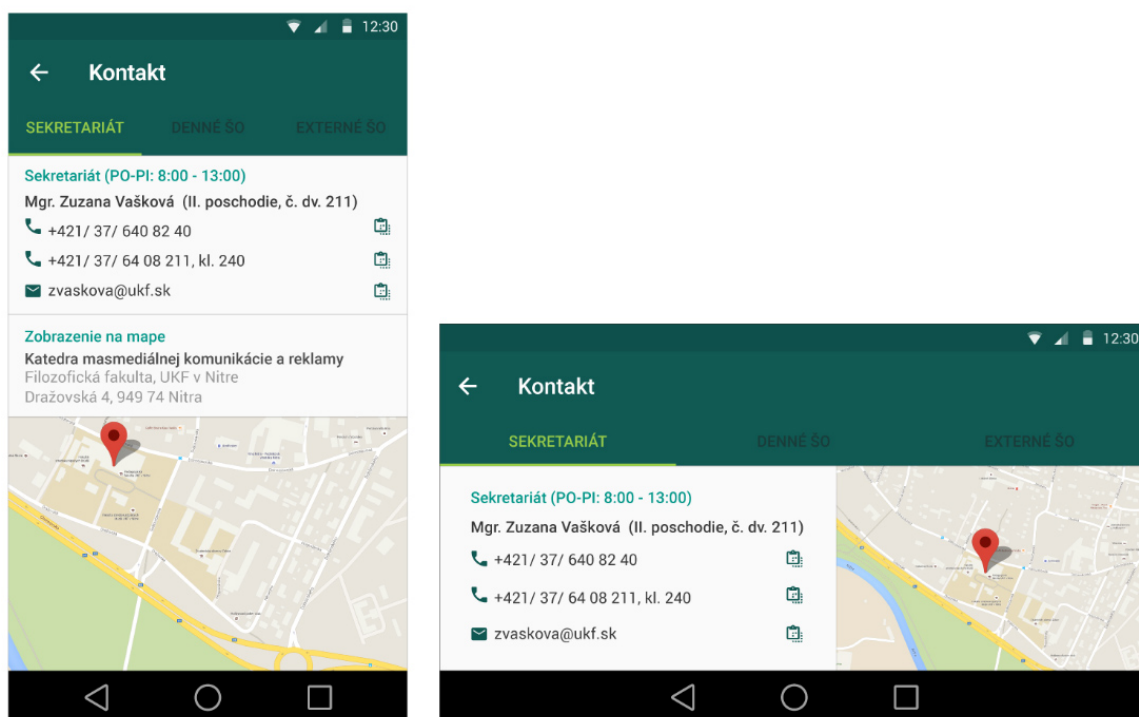 12:30
Kontakt
SEKRETARIÁT DENNÉ ŠO EXTERNÉ ŠO
Sekretariát (PO-PI: 8:00 - 13:00)
Mgr. Zuzana Vašková (II. poschodie, č. dv. 211)
+421/ 37/ 640 82 40
+421/ 37/ 64 08 211, kl. 240
zvaskova@ukf.sk
Zobrazenie na mape
Katedra masmediálnej komunikácie a reklamy
Filozofická fakulta, UKF v Nitre
Dražovská 4, 949 74 Nitra
12:30
Kontakt
SEKRETARIÁT DENNÉ ŠO EXTERNÉ ŠO
Sekretariát (PO-PI: 8:00 - 13:00)
Mgr. Zuzana Vašková (II. poschodie, č. dv. 211)
+421/ 37/ 640 82 40
+421/ 37/ 64 08 211, kl. 240
zvaskova@ukf.sk